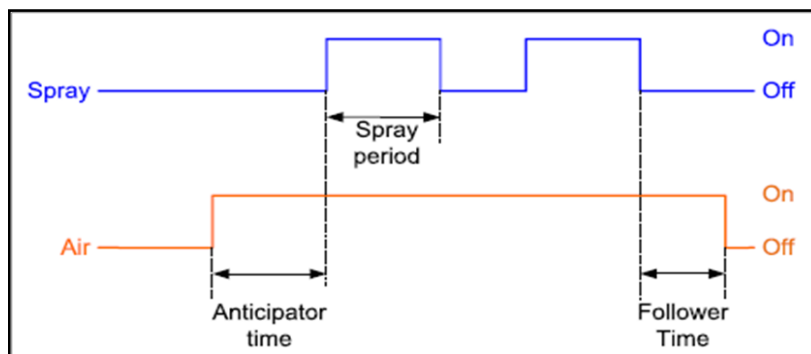 On
Spray
Off
Spray
period
On
Air
Off
Anticipator
time
Follower
Time